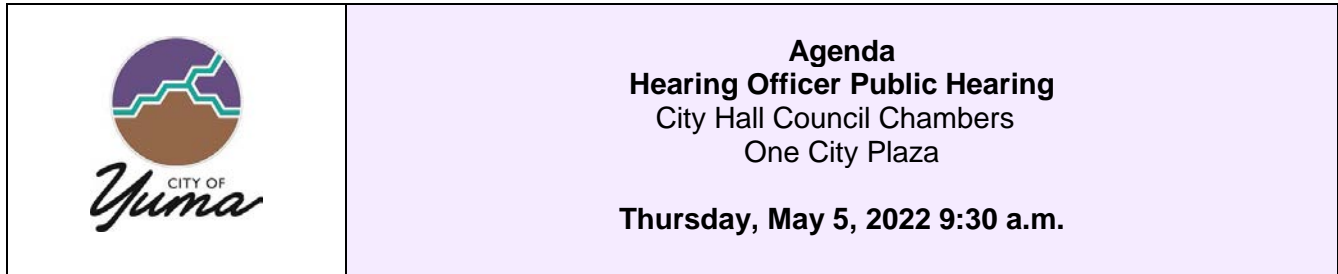 CITY OF
Yuma
Agenda
Hearing Officer Public Hearing
City Hall Council Chambers
One City Plaza
Thursday, May 5, 2022 9:30 a.m.